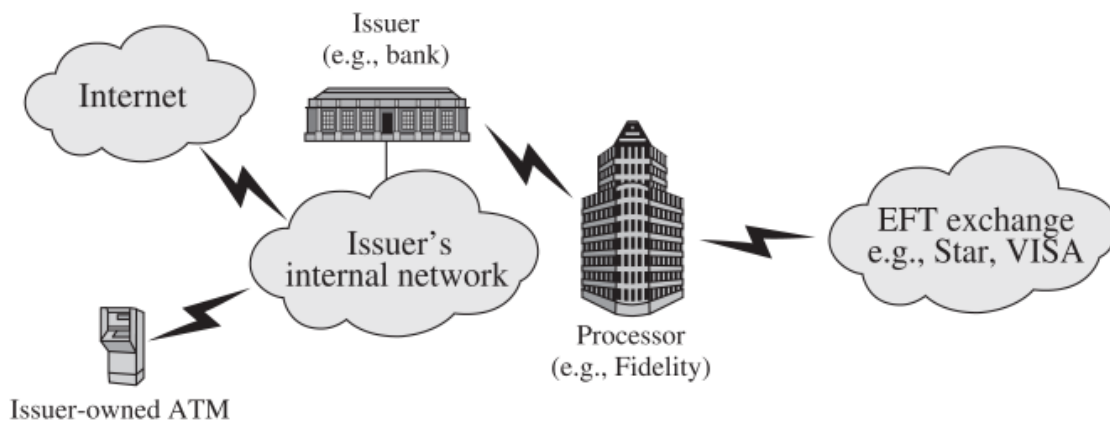 Issuer
(e.g., bank)
Internet
Issuer's
internal network
EFT exchange
e.g., Star, VISA
Processor
(e.g., Fidelity)
Issuer-owned ATM